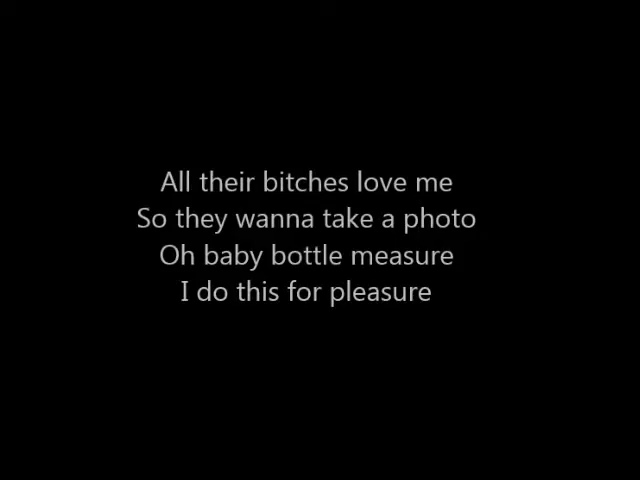 All their bitches love me
So they wanna take a photo
Oh baby bottle measure
I do this for pleasure